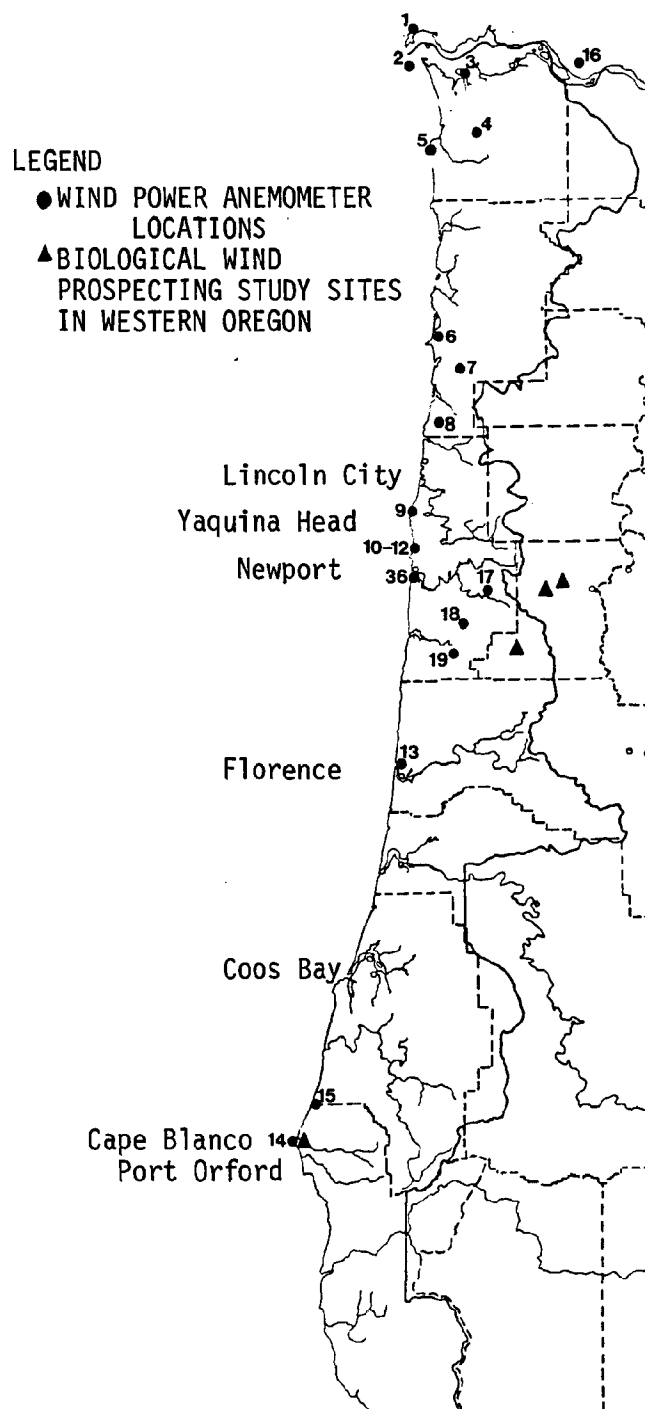 1
2
3
16
4
5
LEGEND
WIND POWER ANEMOMETER
LOCATIONS
BIOLOGICAL WIND
PROSPECTING STUDY SITES
IN WESTERN OREGON
6
7
8
Lincoln City
9
Yaquina Head
10-12
Newport
36
17
18
19
13
Florence
Coos Bay
15
Cape Blanco 14
Port Orford